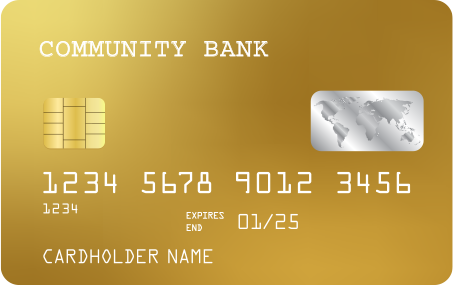 COMMUNITY BANK
1234 5678 9012 3456
1234
EXPIRES
END
01/25
CARDHOLDER NAME